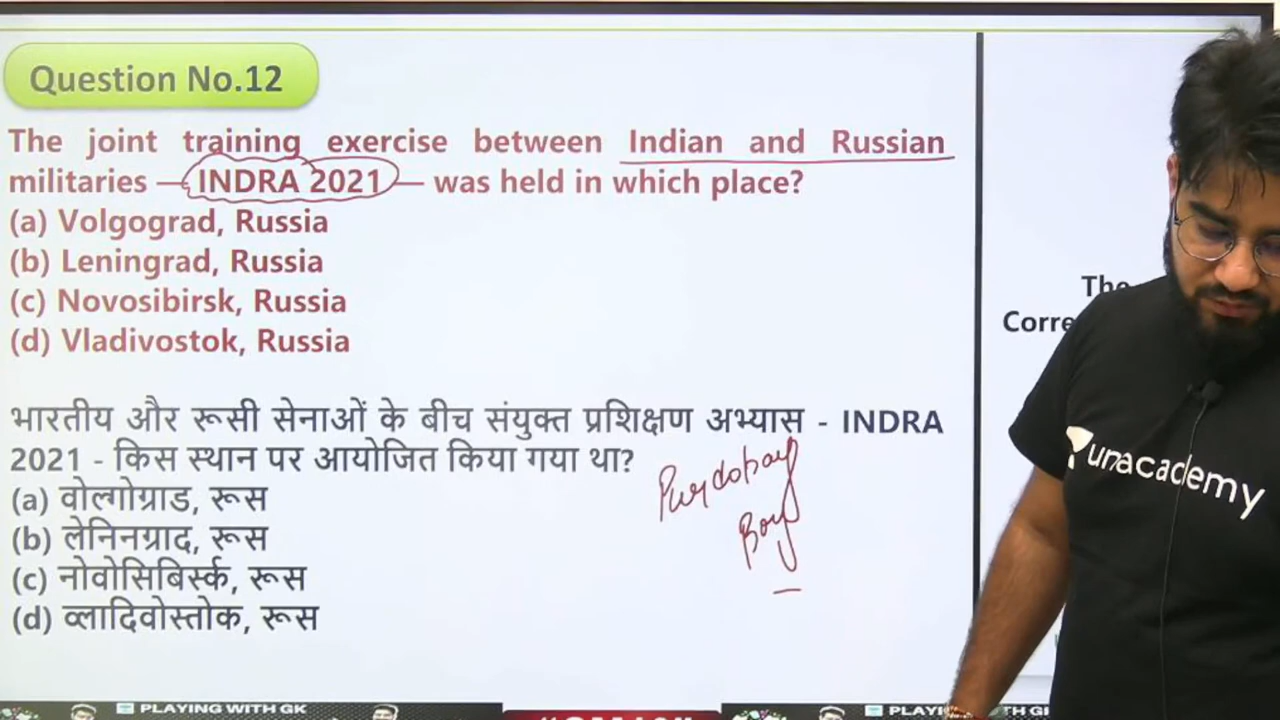 Question No.12
The joint training exercise between Indian and Russian
militaries — INDRA 2021 — was held in which place?
(a) Volgograd, Russia
(b) Leningrad, Russia
(c) Novosibirsk, Russia
(d) Vladivostok, Russia
भारतीय और रूसी सेनाओं के बीच संयुक्त प्रशिक्षण अभ्यास - INDRA
2021 - किस स्थान पर आयोजित किया गया था?
(a) वोल्गोग्राड, रूस
(b) लेनिनग्राद, रूस
(c) नोवोसिबिर्स्क, रूस
(d) व्लादिवोस्तोक, रूस
The
Corre
unacademy
PLAYING WITH GK